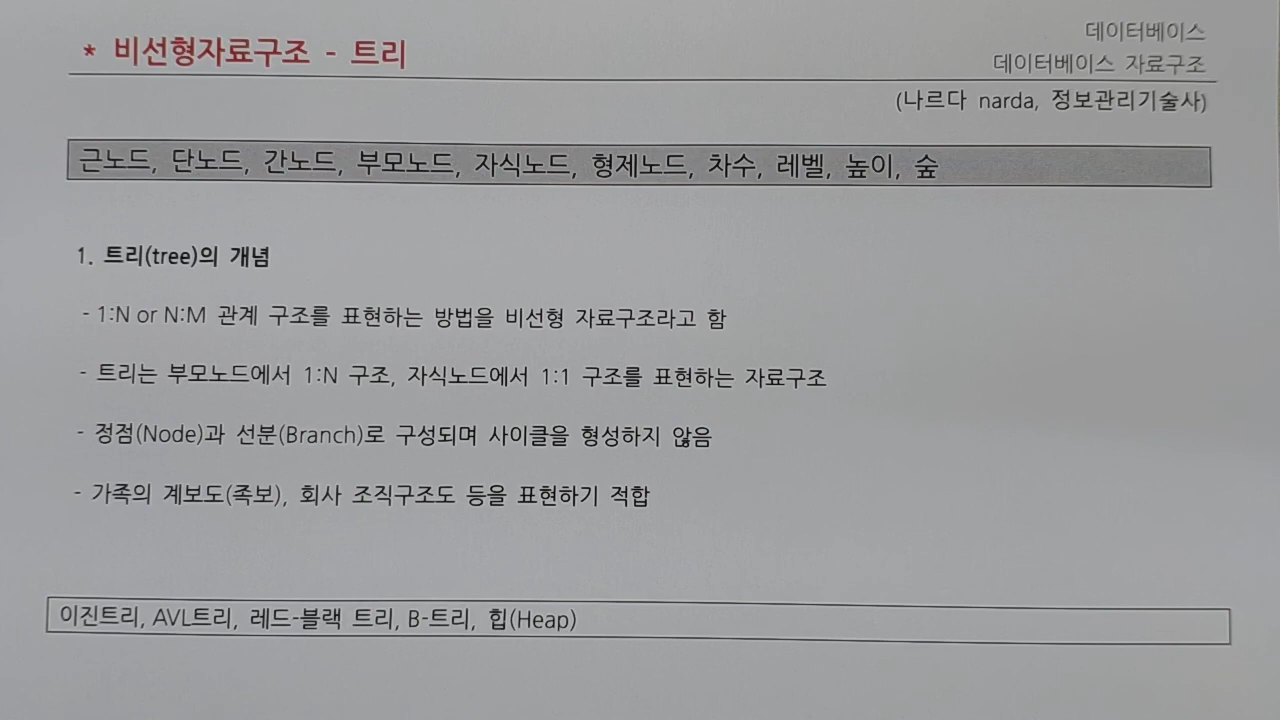 * 비선형자료구조 - 트리
데이터베이스
데이터베이스 자료구조
(나르다 narda, 정보관리기술사)
근노드, 단노드, 간노드, 부모노드, 자식노드, 형제노드, 차수, 레벨, 높이, 숲
1. 트리(tree)의 개념
- 1:N or N:M 관계 구조를 표현하는 방법을 비선형 자료구조라고 함
- 트리는 부모노드에서 1:N 구조, 자식노드에서 1:1 구조를 표현하는 자료구조
- 정점(Node)과 선분(Branch)로 구성되며 사이클을 형성하지 않음
- 가족의 계보도(족보), 회사 조직구조도 등을 표현하기 적합
이진트리, AVL트리, 레드-블랙 트리, B-트리, 힙(Heap)